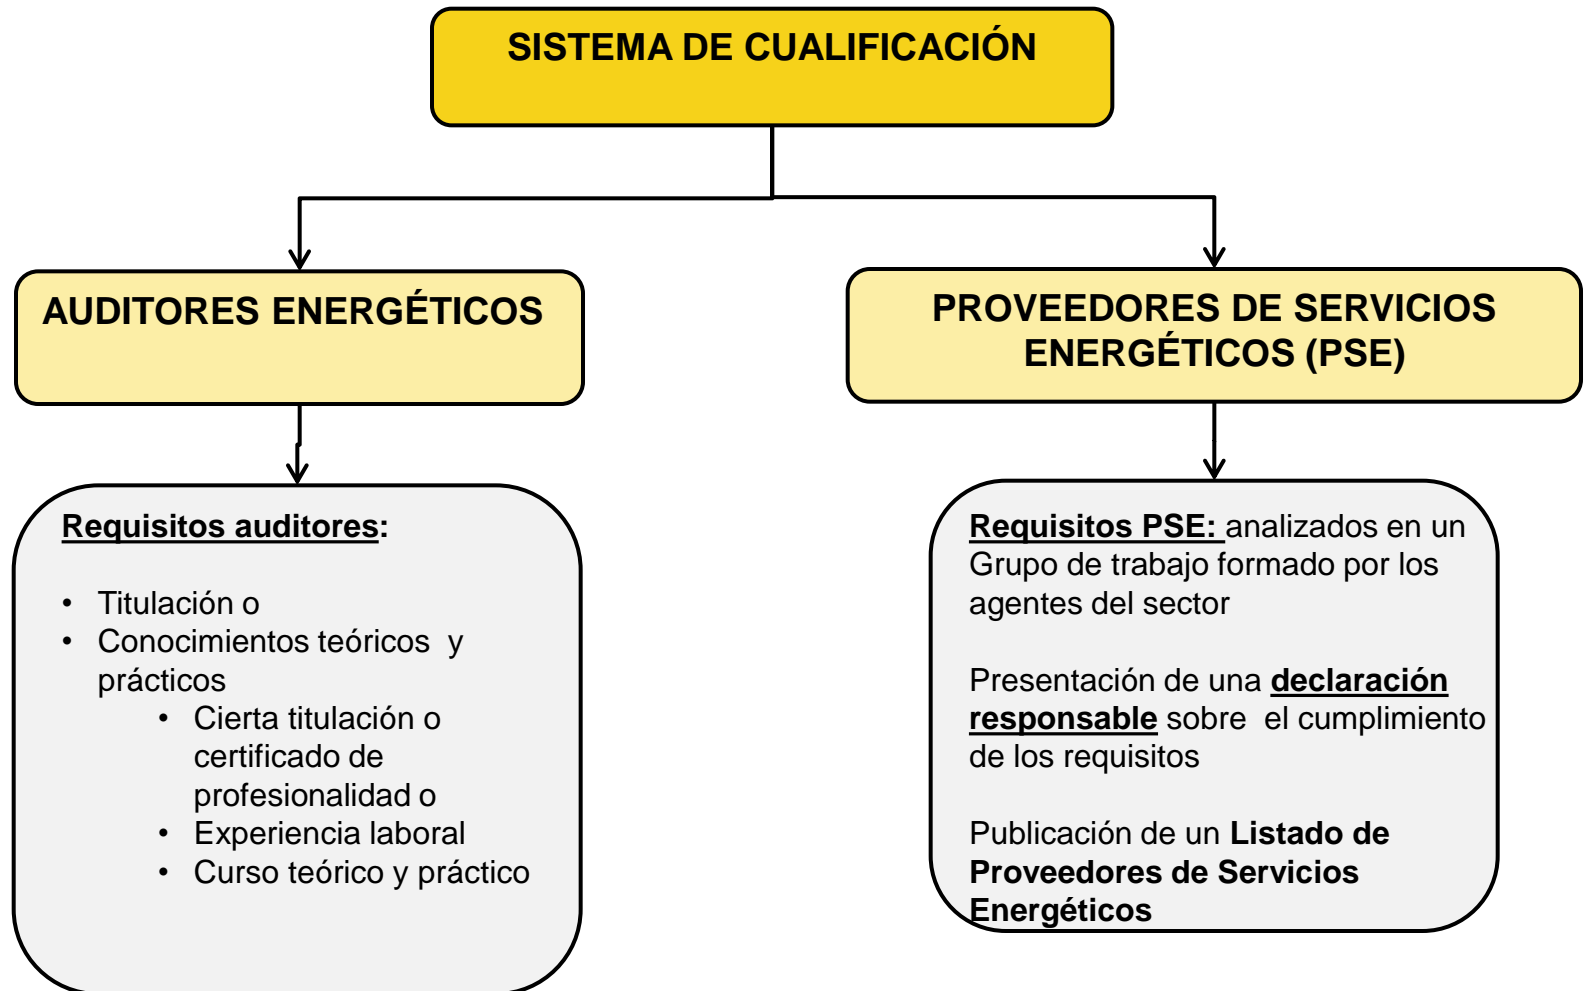 SISTEMA DE CUALIFICACIÓN
AUDITORES ENERGÉTICOS
PROVEEDORES DE SERVICIOS
ENERGÉTICOS (PSE)
Requisitos auditores:
• Titulación o
• Conocimientos teóricos y
prácticos
• Cierta titulación o
certificado de
profesionalidad o
• Experiencia laboral
• Curso teórico y práctico
Requisitos PSE: analizados en un
Grupo de trabajo formado por los
agentes del sector
Presentación de una declaración
responsable sobre el cumplimiento
de los requisitos
Publicación de un Listado de
Proveedores de Servicios
Energéticos